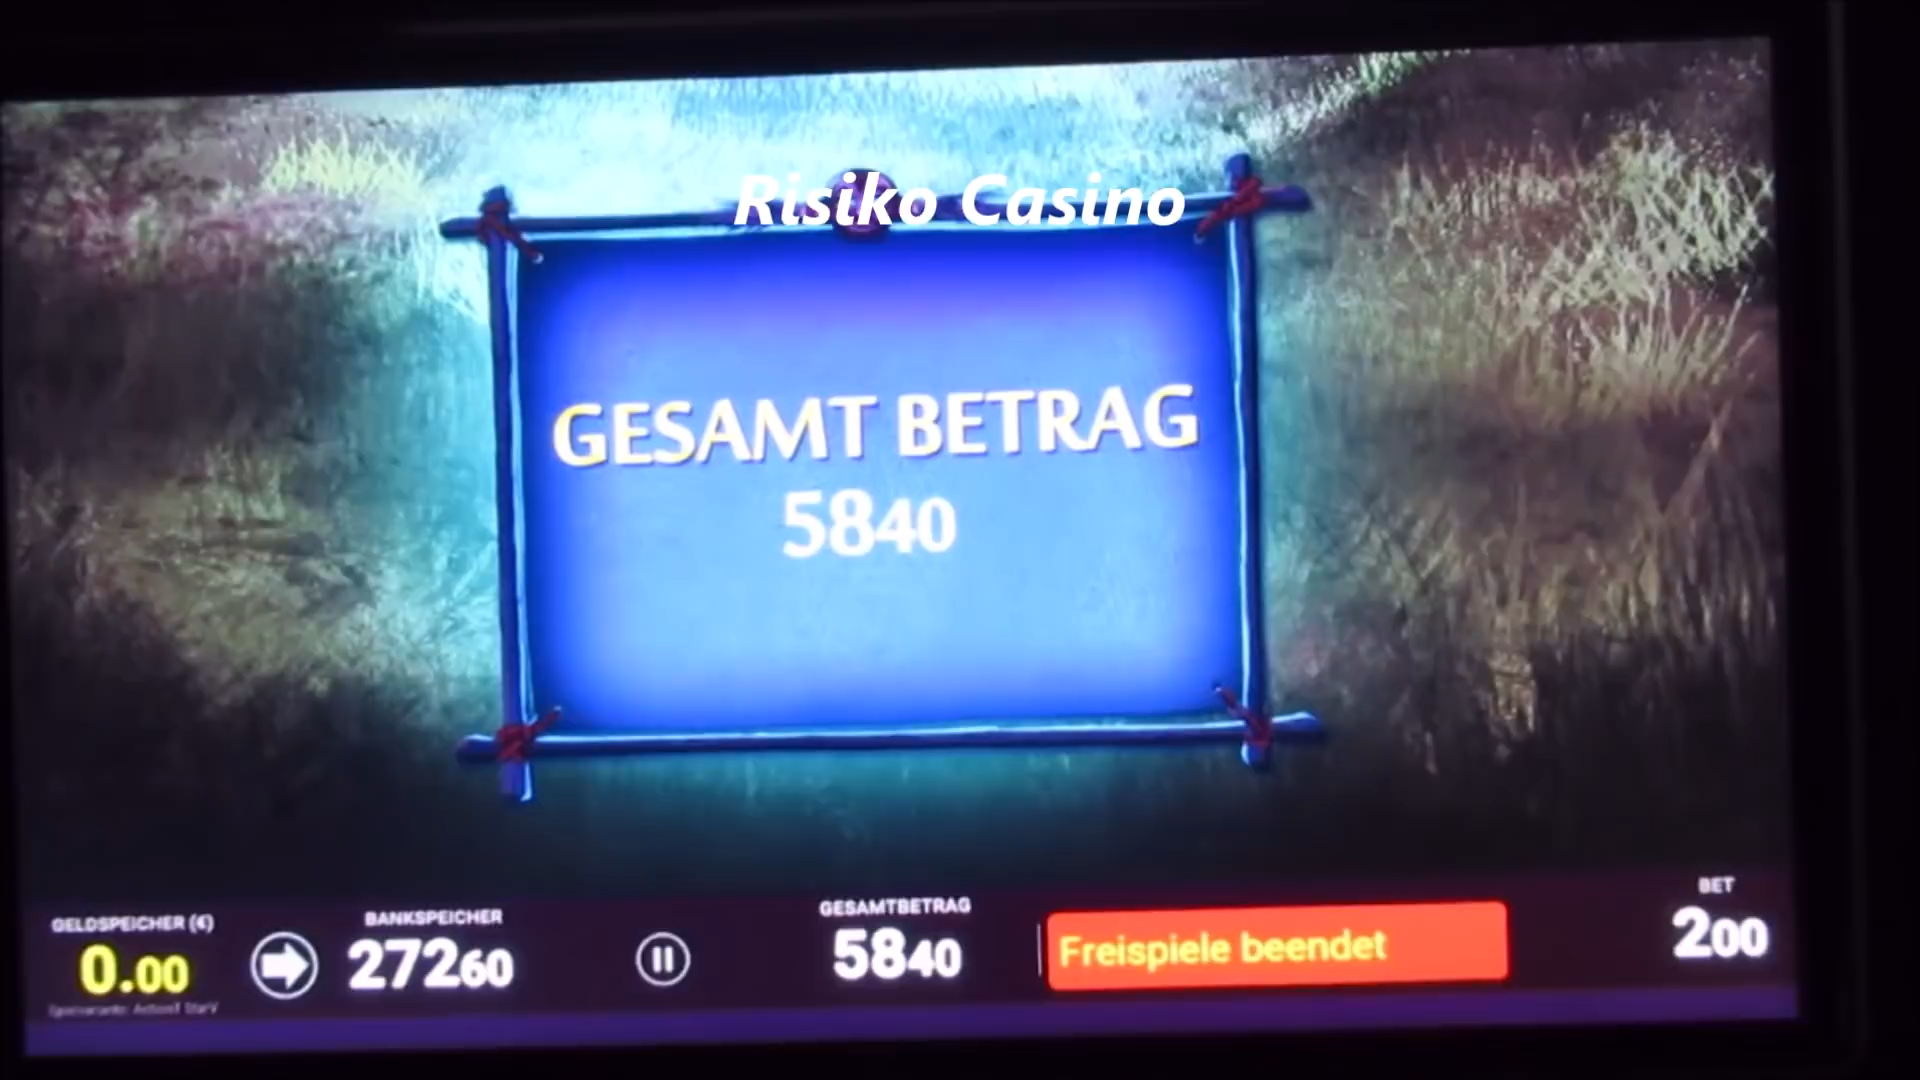 Risiko Casino
GESAMT BETRAG
5840
GELDSPEICHER (€)
0.00
BANKSPEICHER
27260
GESAMTBETRAG
5840
Freispiele beendet
BET
200